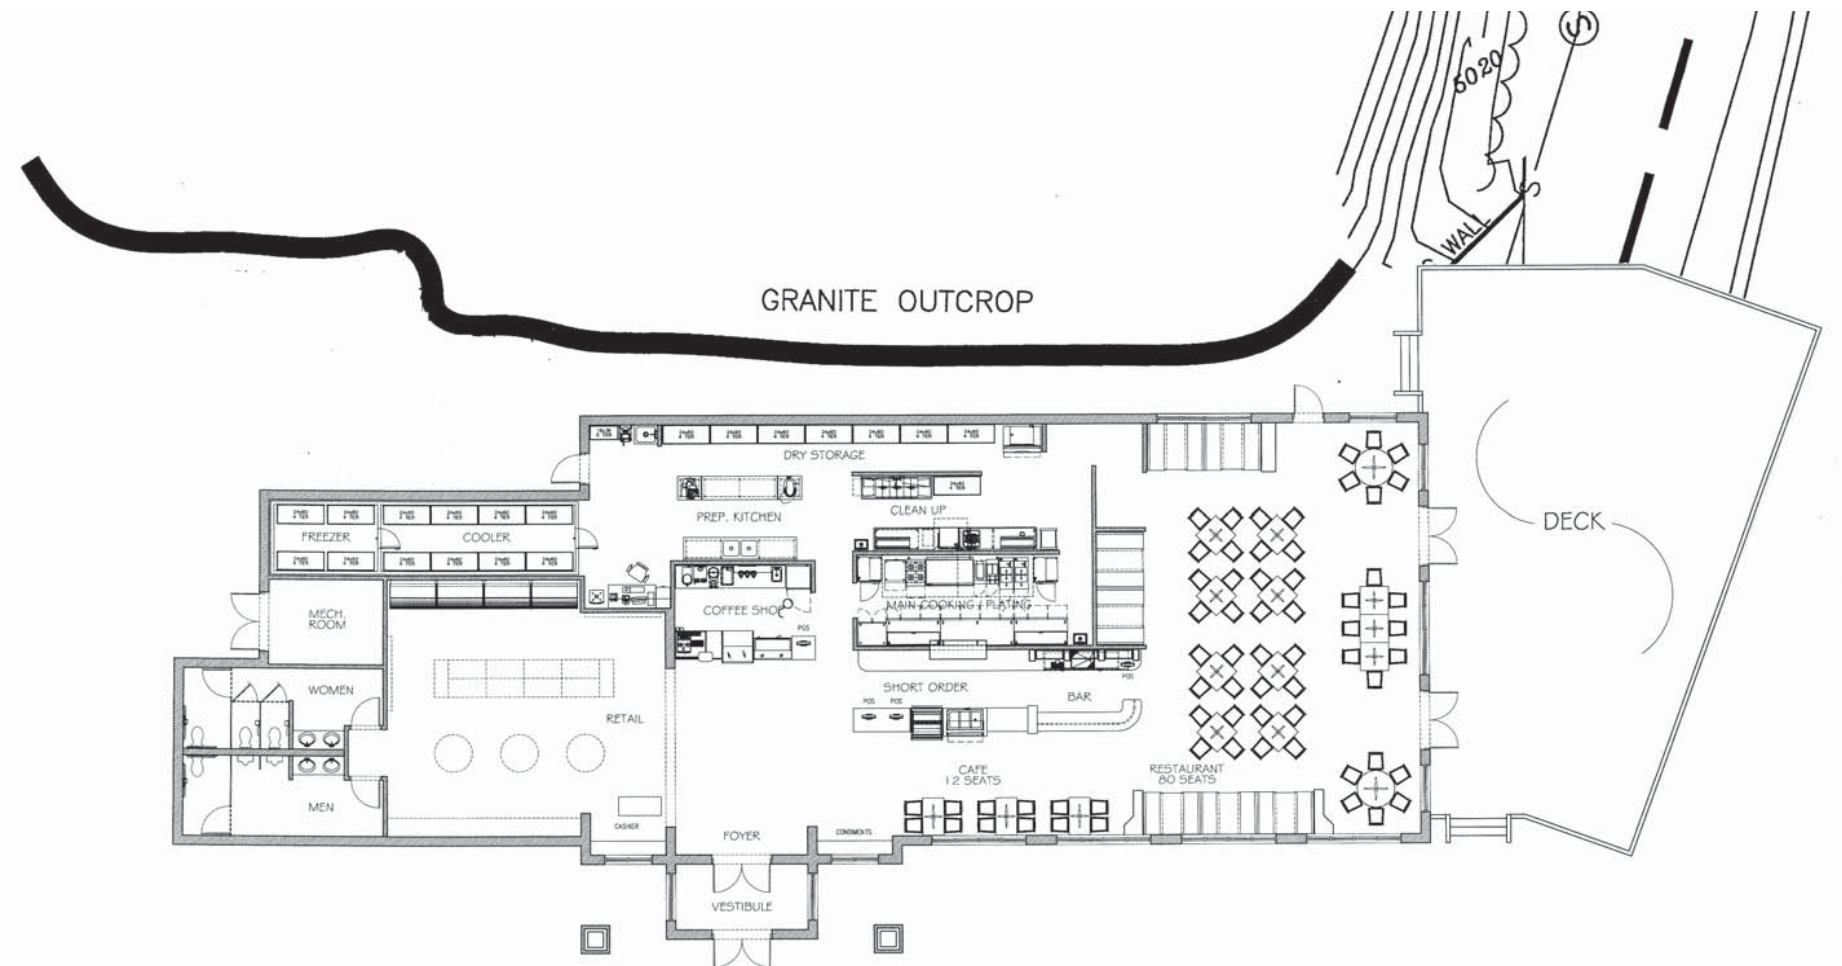 S
5020
WALL
S
GRANITE OUTCROP
DRY STORAGE
PREP. KITCHEN
CLEAN UP
DECK
FREEZER
COOLER
COFFEE SHOP
MAIN COOKING / PLATING
MECH.
ROOM
POS
WOMEN
SHORT ORDER
BAR
POS
POS
POS
RETAIL
CAFE
12 SEATS
RESTAURANT
80 SEATS
MEN
CASHIER
FOYER
CONDIMENTS
VESTIBULE